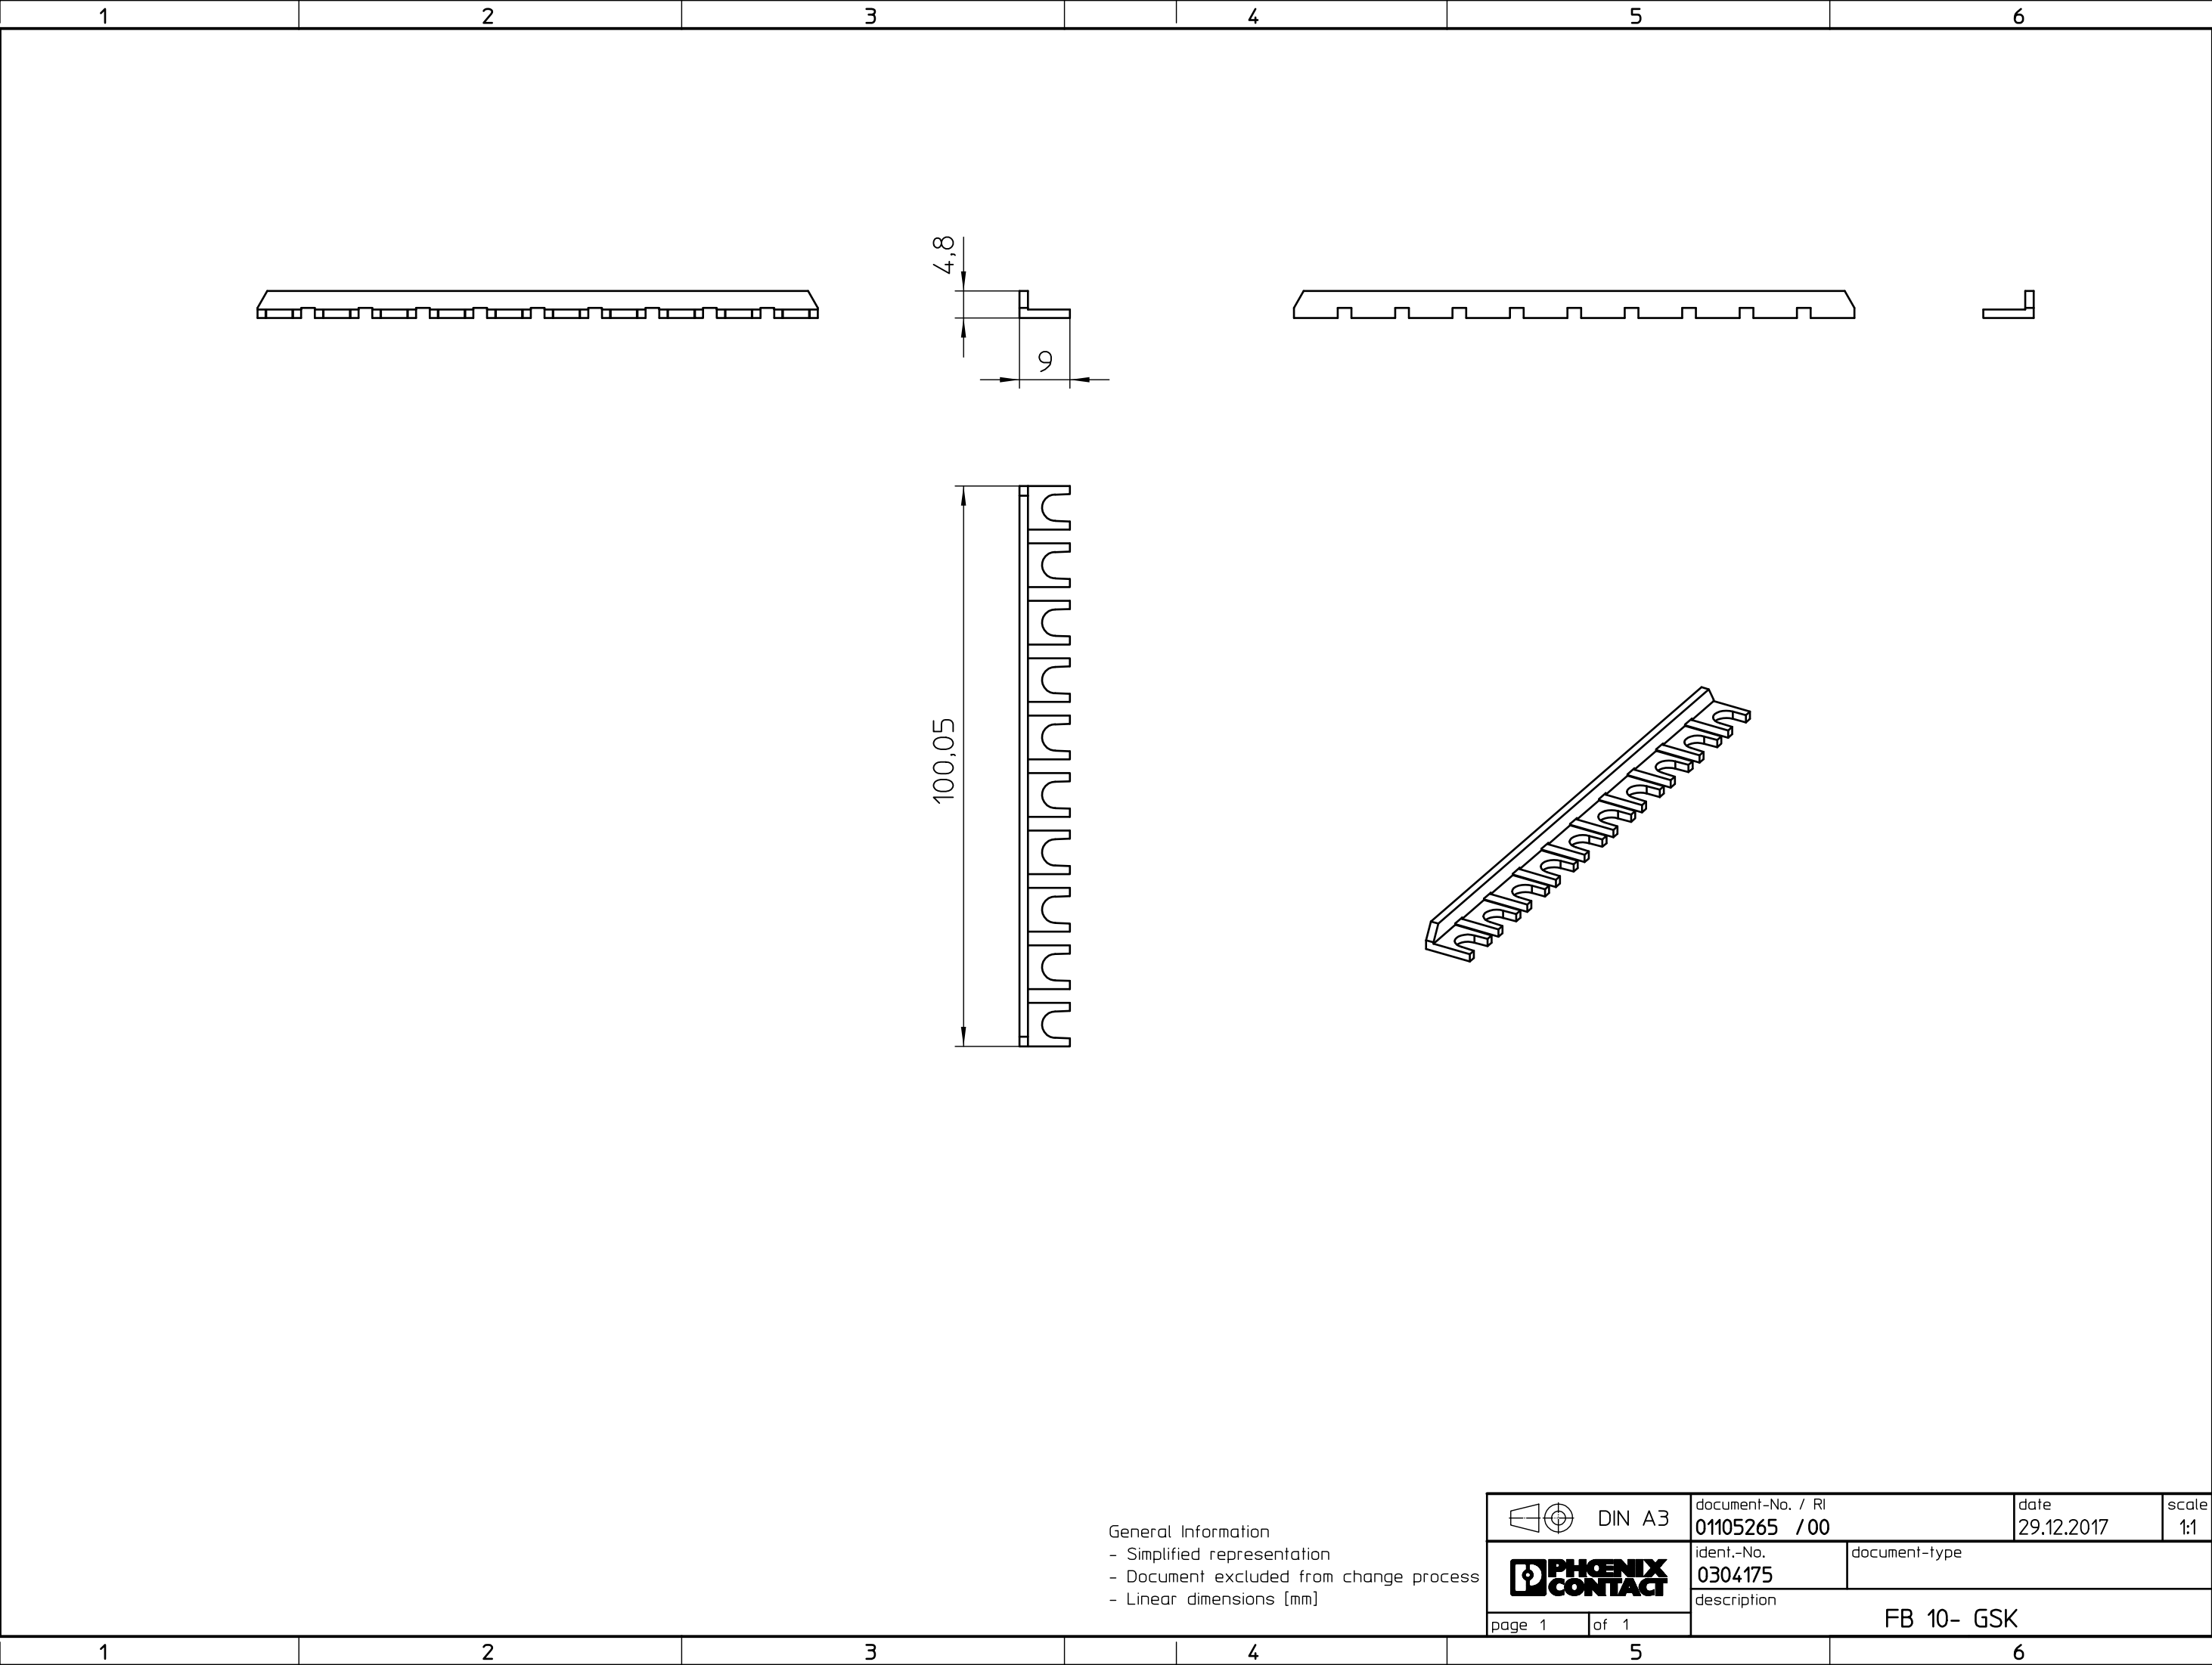 1 2 3 4 5 6
4,8
9
100,05
General Information
- Simplified representation
- Document excluded from change process
- Linear dimensions [mm]
DIN A3
document-No. / RI
01105265 /00
date
29.12.2017
scale
1:1
PHŒNIX
CONTACT
ident.-No.
0304175
document-type
description
FB 10- GSK
page 1 of 1
1 2 3 4 5 6